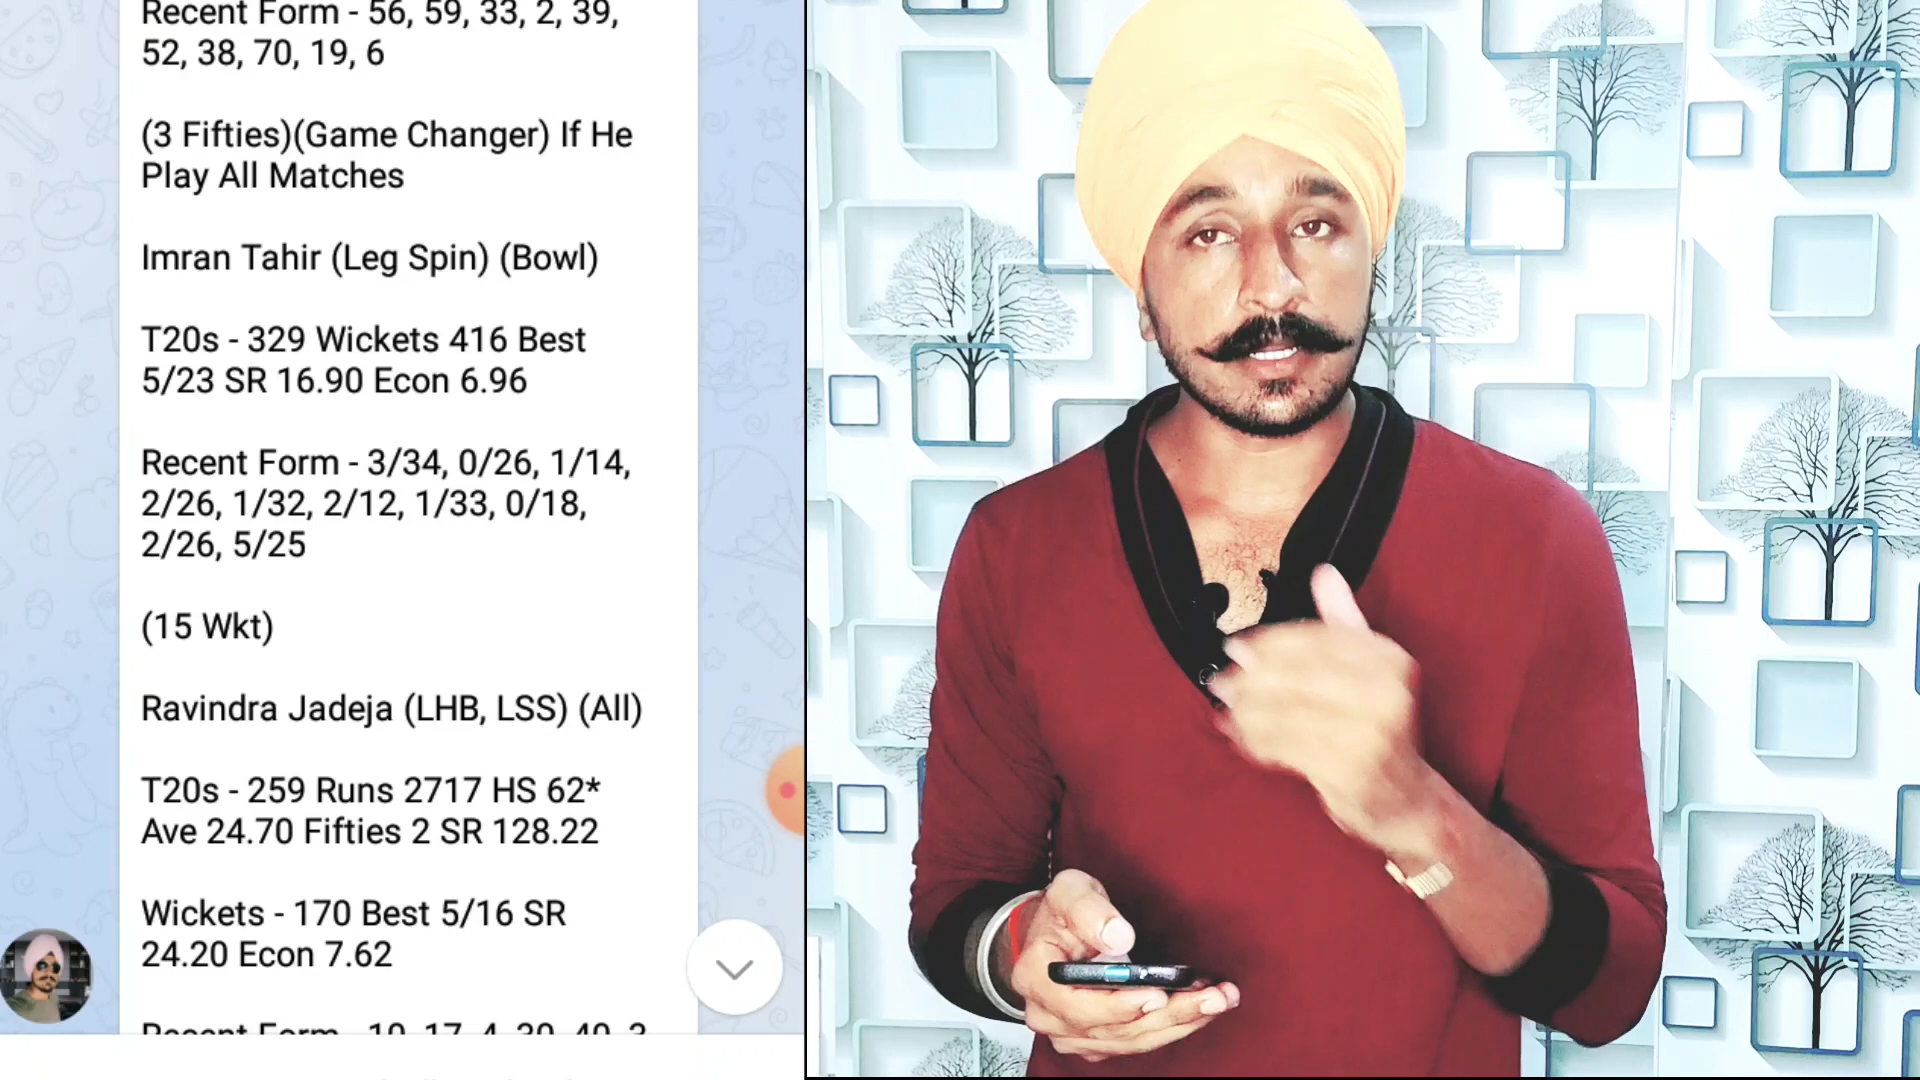 Recent Form - 56, 59, 33, 2, 39,
52, 38, 70, 19, 6
(3 Fifties)(Game Changer) If He
Play All Matches
Imran Tahir (Leg Spin) (Bowl)
T20s - 329 Wickets 416 Best
5/23 SR 16.90 Econ 6.96
Recent Form - 3/34, 0/26, 1/14,
2/26, 1/32, 2/12, 1/33, 0/18,
2/26, 5/25
(15 Wkt)
Ravindra Jadeja (LHB, LSS) (All)
T20s - 259 Runs 2717 HS 62*
Ave 24.70 Fifties 2 SR 128.22
Wickets - 170 Best 5/16 SR
24.20 Econ 7.62
Recent Form -